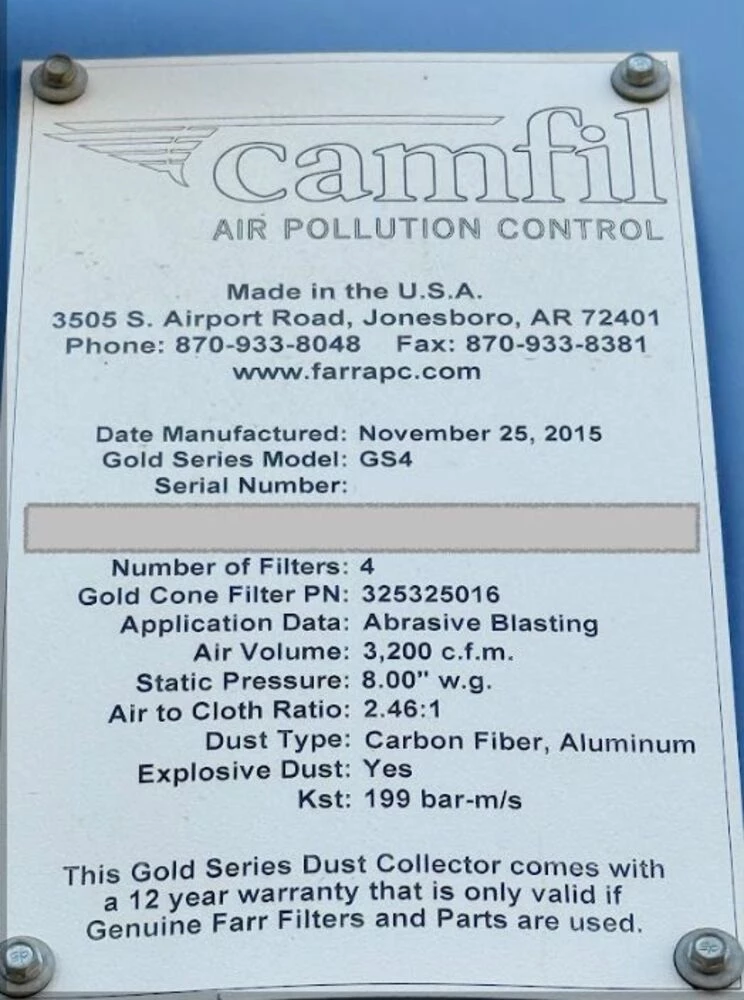 camfil
AIR POLLUTION CONTROL
Made in the U.S.A.
3505 S. Airport Road, Jonesboro, AR 72401
Phone: 870-933-8048 Fax: 870-933-8381
www.farrapc.com
Date Manufactured: November 25, 2015
Gold Series Model: GS4
Serial Number:
Number of Filters: 4
Gold Cone Filter PN: 325325016
Application Data: Abrasive Blasting
Air Volume: 3,200 c.f.m.
Static Pressure: 8.00" w.g.
Air to Cloth Ratio: 2.46:1
Dust Type: Carbon Fiber, Aluminum
Explosive Dust: Yes
Kst: 199 bar-m/s
This Gold Series Dust Collector comes with
a 12 year warranty that is only valid if
Genuine Farr Filters and Parts are used.